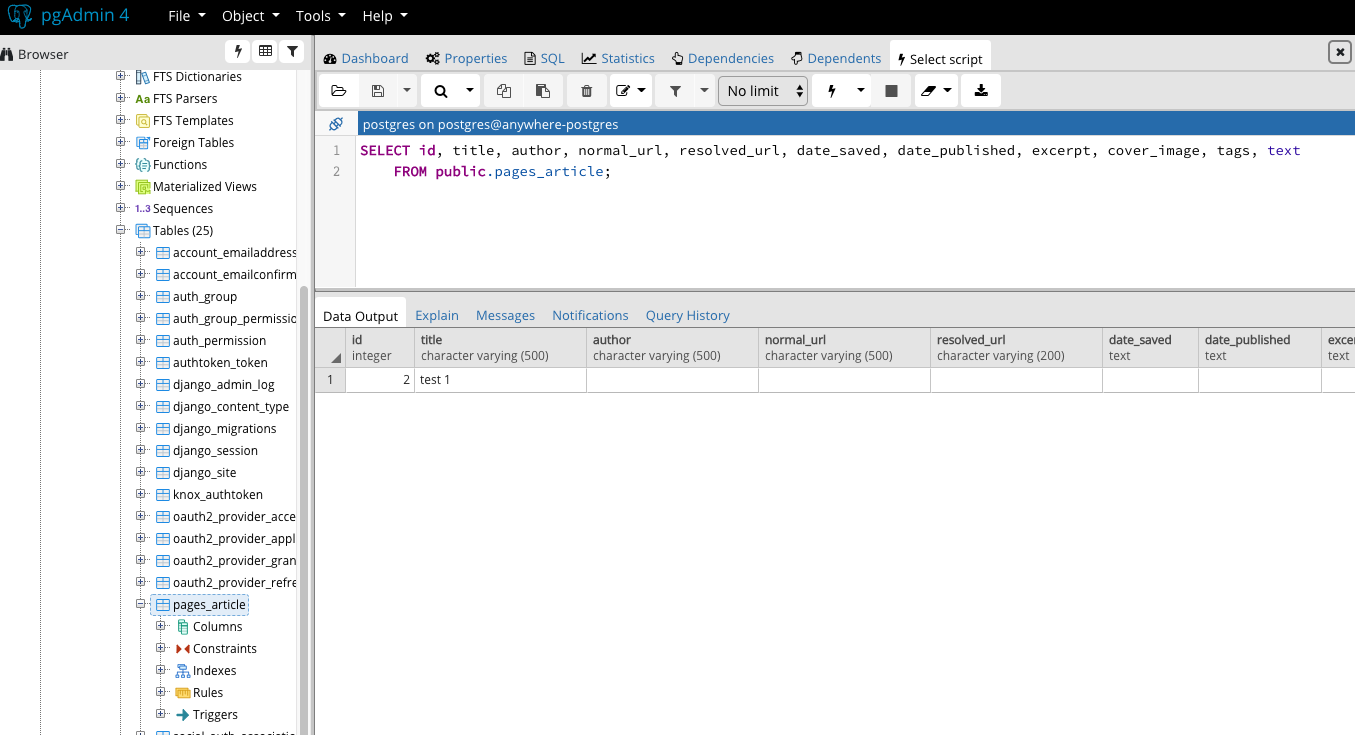 pgAdmin 4 File Object Tools Help
Browser
Dashboard Properties SQL Statistics Dependencies Dependents Select script
No limit
postgres on postgres@anywhere-postgres
1 SELECT id, title, author, normal_url, resolved_url, date_saved, date_published, excerpt, cover_image, tags, text
2 FROM public.pages_article;
FTS Dictionaries
Aa FTS Parsers
FTS Templates
Foreign Tables
Functions
Materialized Views
1..3 Sequences
Tables (25)
account_emailaddress
account_emailconfirm
auth_group
auth_group_permissio
auth_permission
authtoken_token
django_admin_log
django_content_type
django_migrations
django_session
django_site
knox_authtoken
oauth2_provider_acce
oauth2_provider_appl
oauth2_provider_gran
oauth2_provider_refre
pages_article
Columns
Constraints
Indexes
Rules
Triggers
Data Output Explain Messages Notifications Query History
id title author normal_url resolved_url date_saved date_published excer
integer character varying (500) character varying (500) character varying (500) character varying (200) text text text
1 2 test 1